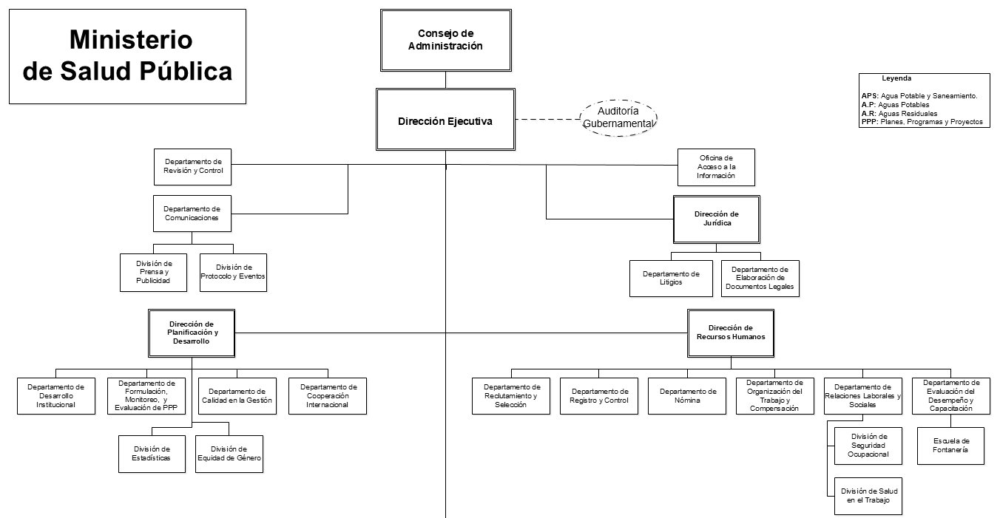 Ministerio
de Salud Pública
Consejo de
Administración
Dirección Ejecutiva
Auditoría
Gubernamental
Leyenda
APS: Agua Potable y Saneamiento.
A.P: Aguas Potables
A.R: Aguas Residuales
PPP: Planes, Programas y Proyectos
Departamento de
Revisión y Control
Oficina de
Acceso a la
Información
Departamento de
Comunicaciones
Dirección de
Jurídica
División de
Prensa y
Publicidad
División de
Protocolo y Eventos
Departamento de
Litigios
Departamento de
Elaboración de
Documentos Legales
Dirección de
Planificación y
Desarrollo
Dirección de
Recursos Humanos
Departamento de
Desarrollo
Institucional
Departamento de
Formulación,
Monitoreo, y
Evaluación de PPP
Departamento de
Calidad en la Gestión
Departamento de
Cooperación
Internacional
Departamento de
Reclutamiento y
Selección
Departamento de
Registro y Control
Departamento de
Nómina
Departamento de
Organización del
Trabajo y
Compensación
Departamento de
Relaciones Laborales y
Sociales
Departamento de
Evaluación del
Desempeño y
Capacitación
División de
Estadísticas
División de
Equidad de Género
División de
Seguridad
Ocupacional
Escuela de
Fontanería
División de Salud
en el Trabajo